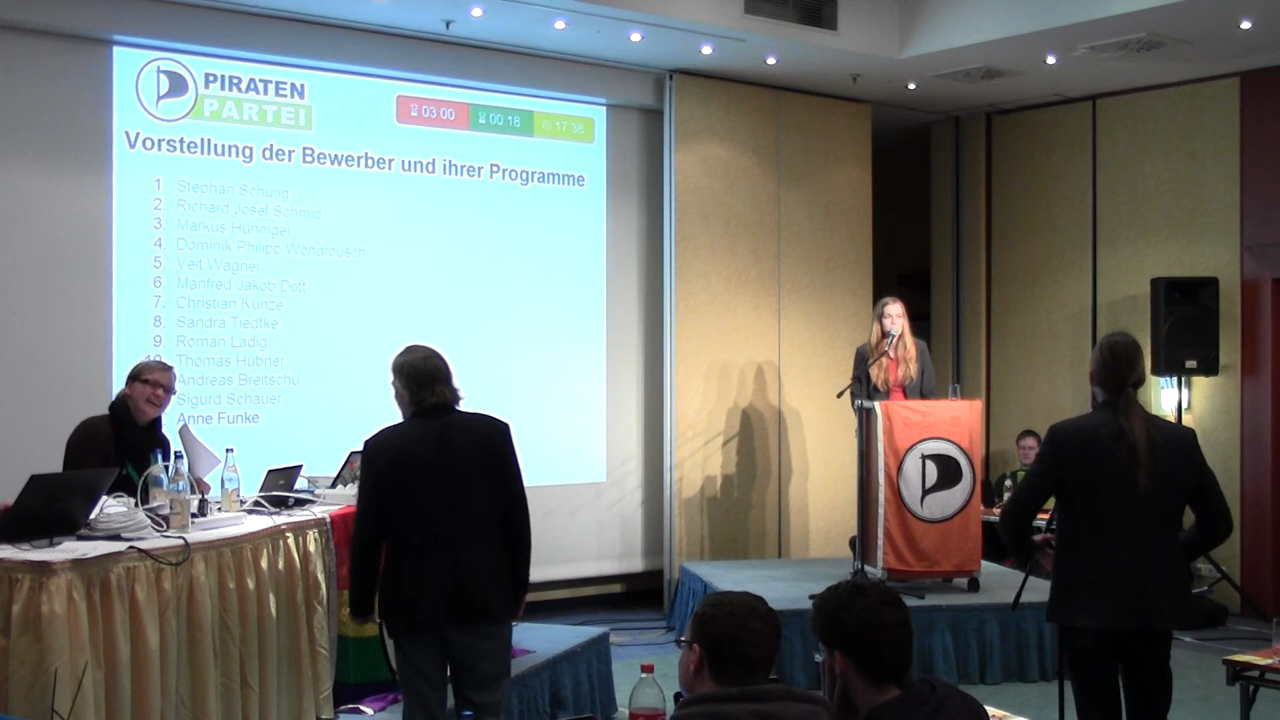 PIRATEN
PARTEI
03 00 00 18 17:38
Vorstellung der Bewerber und ihrer Programme
1. Stephan Schurig
2. Richard Josef Schmid
3. Markus Hünniger
4. Dominik Philipp Wondrousch
5. Veit Wagner
6. Manfred Jakob Dott
7. Christian Kunze
8. Sandra Tiedtke
9. Roman Ladig
10. Thomas Hübner
Andreas Breitschu
Sigurd Schauer
Anne Funke